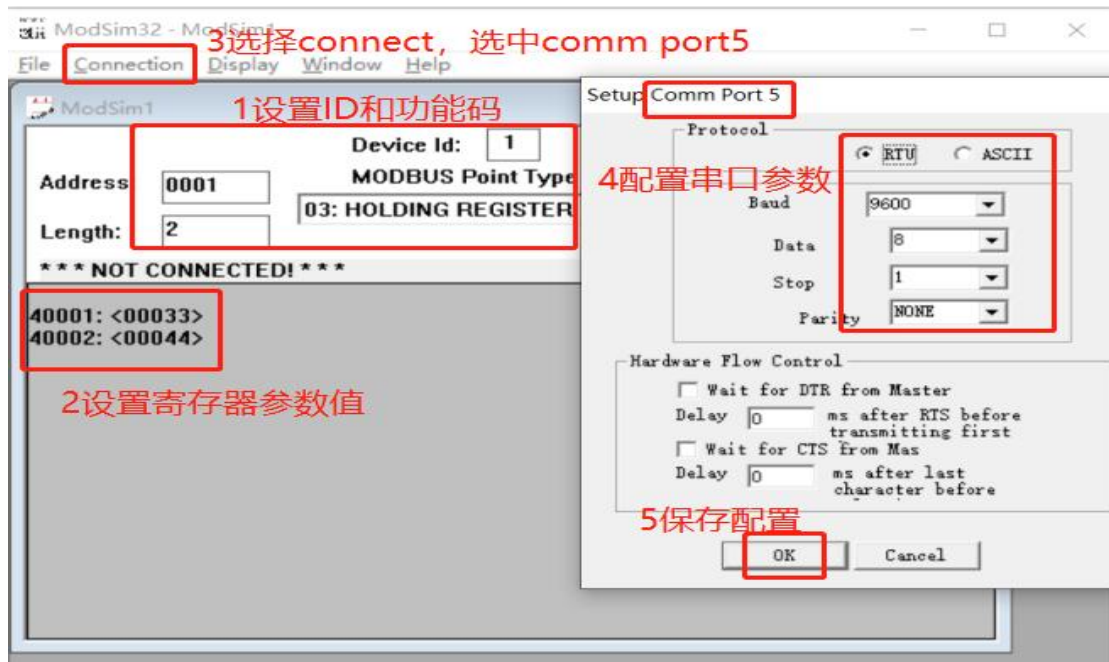 ModSim32 - ModSim1
3选择connect，选中comm port5
File Connection Display Window Help
ModSim1
1设置ID和功能码
Device Id: 1
Address 0001
MODBUS Point Type
03: HOLDING REGISTER
Length: 2
* * * NOT CONNECTED! * * *
40001: <00033>
40002: <00044>
2设置寄存器参数值
Setup Comm Port 5
Protocol
RTU ASCII
4配置串口参数
Baud 9600
Data 8
Stop 1
Parity NONE
Hardware Flow Control
Wait for DTR from Master
Delay 0 ms after RTS before
transmitting first
Wait for CTS from Mas
Delay 0 ms after last
character before
5保存配置
OK Cancel